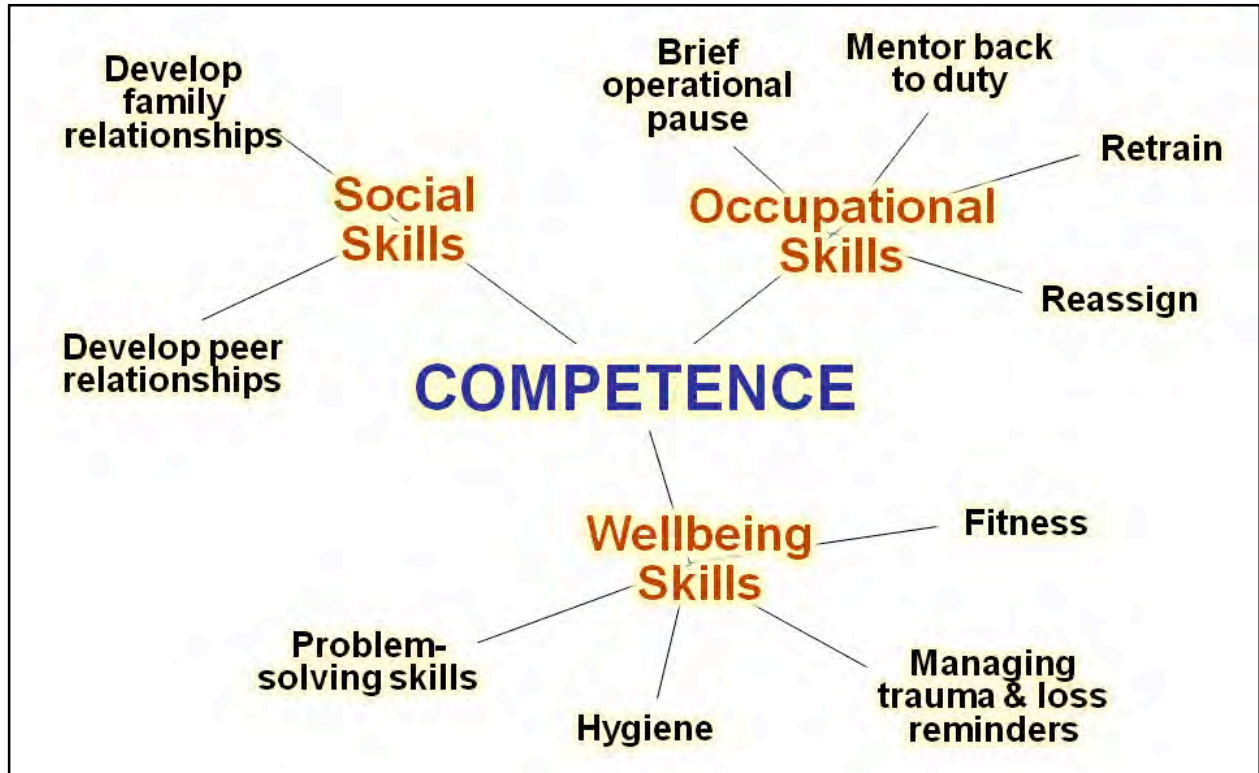 Develop
family
relationships
Social
Skills
Develop peer
relationships
Brief
operational
pause
Mentor back
to duty
Retrain
Occupational
Skills
Reassign
COMPETENCE
Wellbeing
Skills
Fitness
Problem-
solving skills
Hygiene
Managing
trauma & loss
reminders